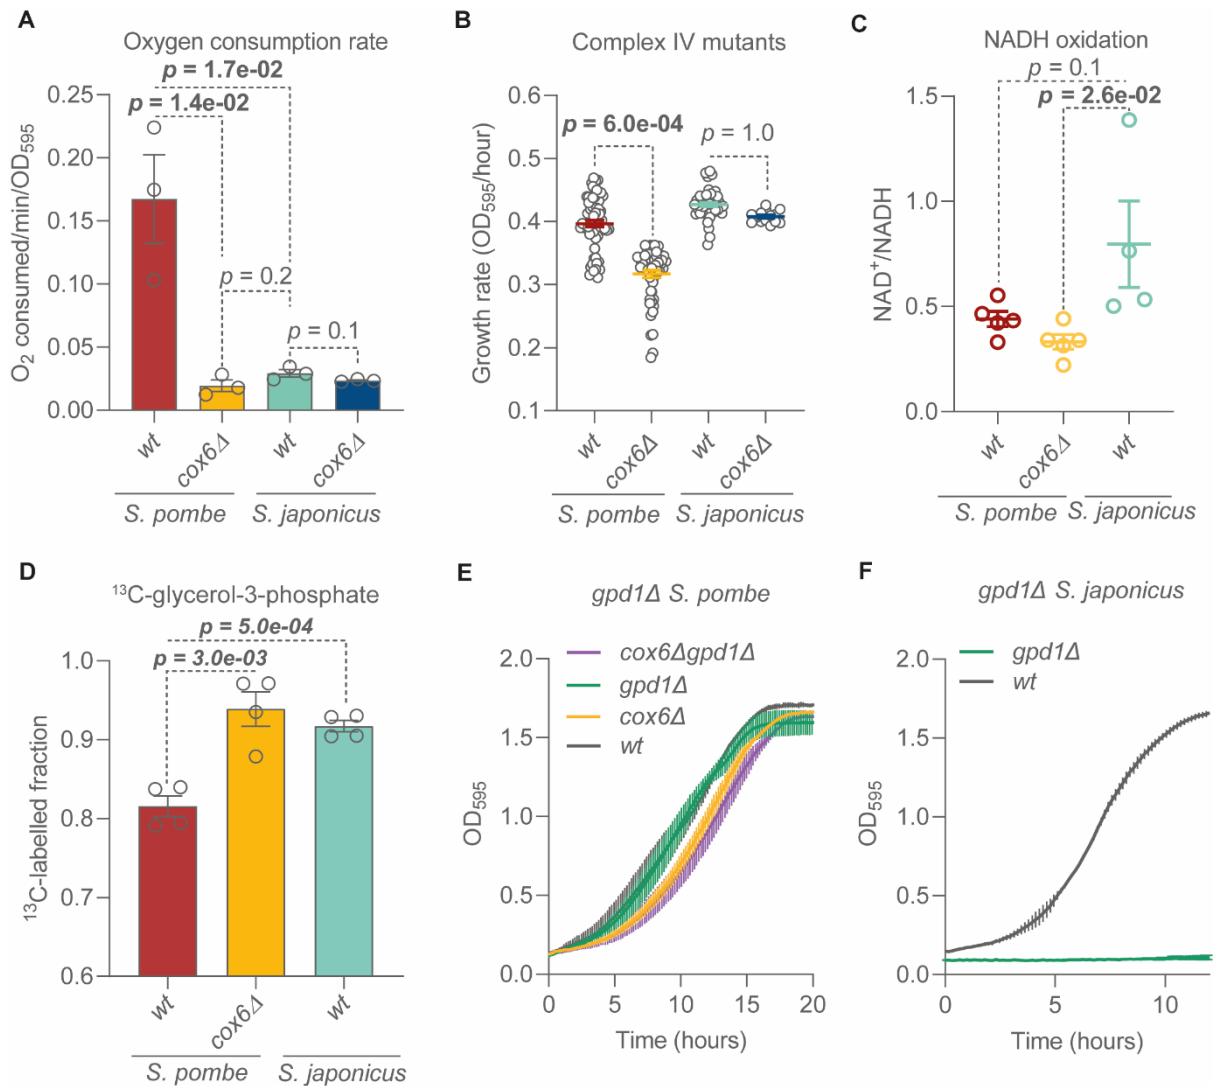 A
Oxygen consumption rate
p = 1.7e-02
p = 1.4e-02
p = 0.2
p = 0.1
O2 consumed/min/OD595
0.25
0.20
0.15
0.10
0.05
0.00
wt
cox6Δ
wt
cox6Δ
S. pombe
S. japonicus
B
Complex IV mutants
p = 6.0e-04
p = 1.0
Growth rate (OD595/hour)
0.6
0.5
0.4
0.3
0.2
0.1
wt
cox6Δ
wt
cox6Δ
S. pombe
S. japonicus
C
NADH oxidation
p = 0.1
p = 2.6e-02
NAD+/NADH
1.5
1.0
0.5
0.0
wt
cox6Δ
wt
S. pombe
S. japonicus
D
13C-glycerol-3-phosphate
p = 5.0e-04
p = 3.0e-03
13C-labelled fraction
1.0
0.9
0.8
0.7
0.6
wt
cox6Δ
wt
S. pombe
S. japonicus
E
gpd1Δ S. pombe
cox6Δgpd1Δ
gpd1Δ
cox6Δ
wt
OD595
2.0
1.5
1.0
0.5
0.0
0
5
10
15
20
Time (hours)
F
gpd1Δ S. japonicus
gpd1Δ
wt
OD595
2.0
1.5
1.0
0.5
0.0
0
5
10
Time (hours)